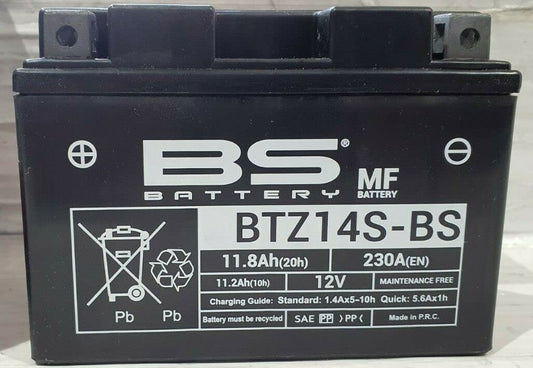 BS®
BATTERY
MF
BATTERY
BTZ14S-BS
11.8Ah(20h) 230A(EN)
11.2Ah(10h) 12V MAINTENANCE FREE
Charging Guide: Standard: 1.4Ax5-10h Quick: 5.6Ax1h
Battery must be recycled SAE PP >PP< Made in P.R.C.
Pb Pb